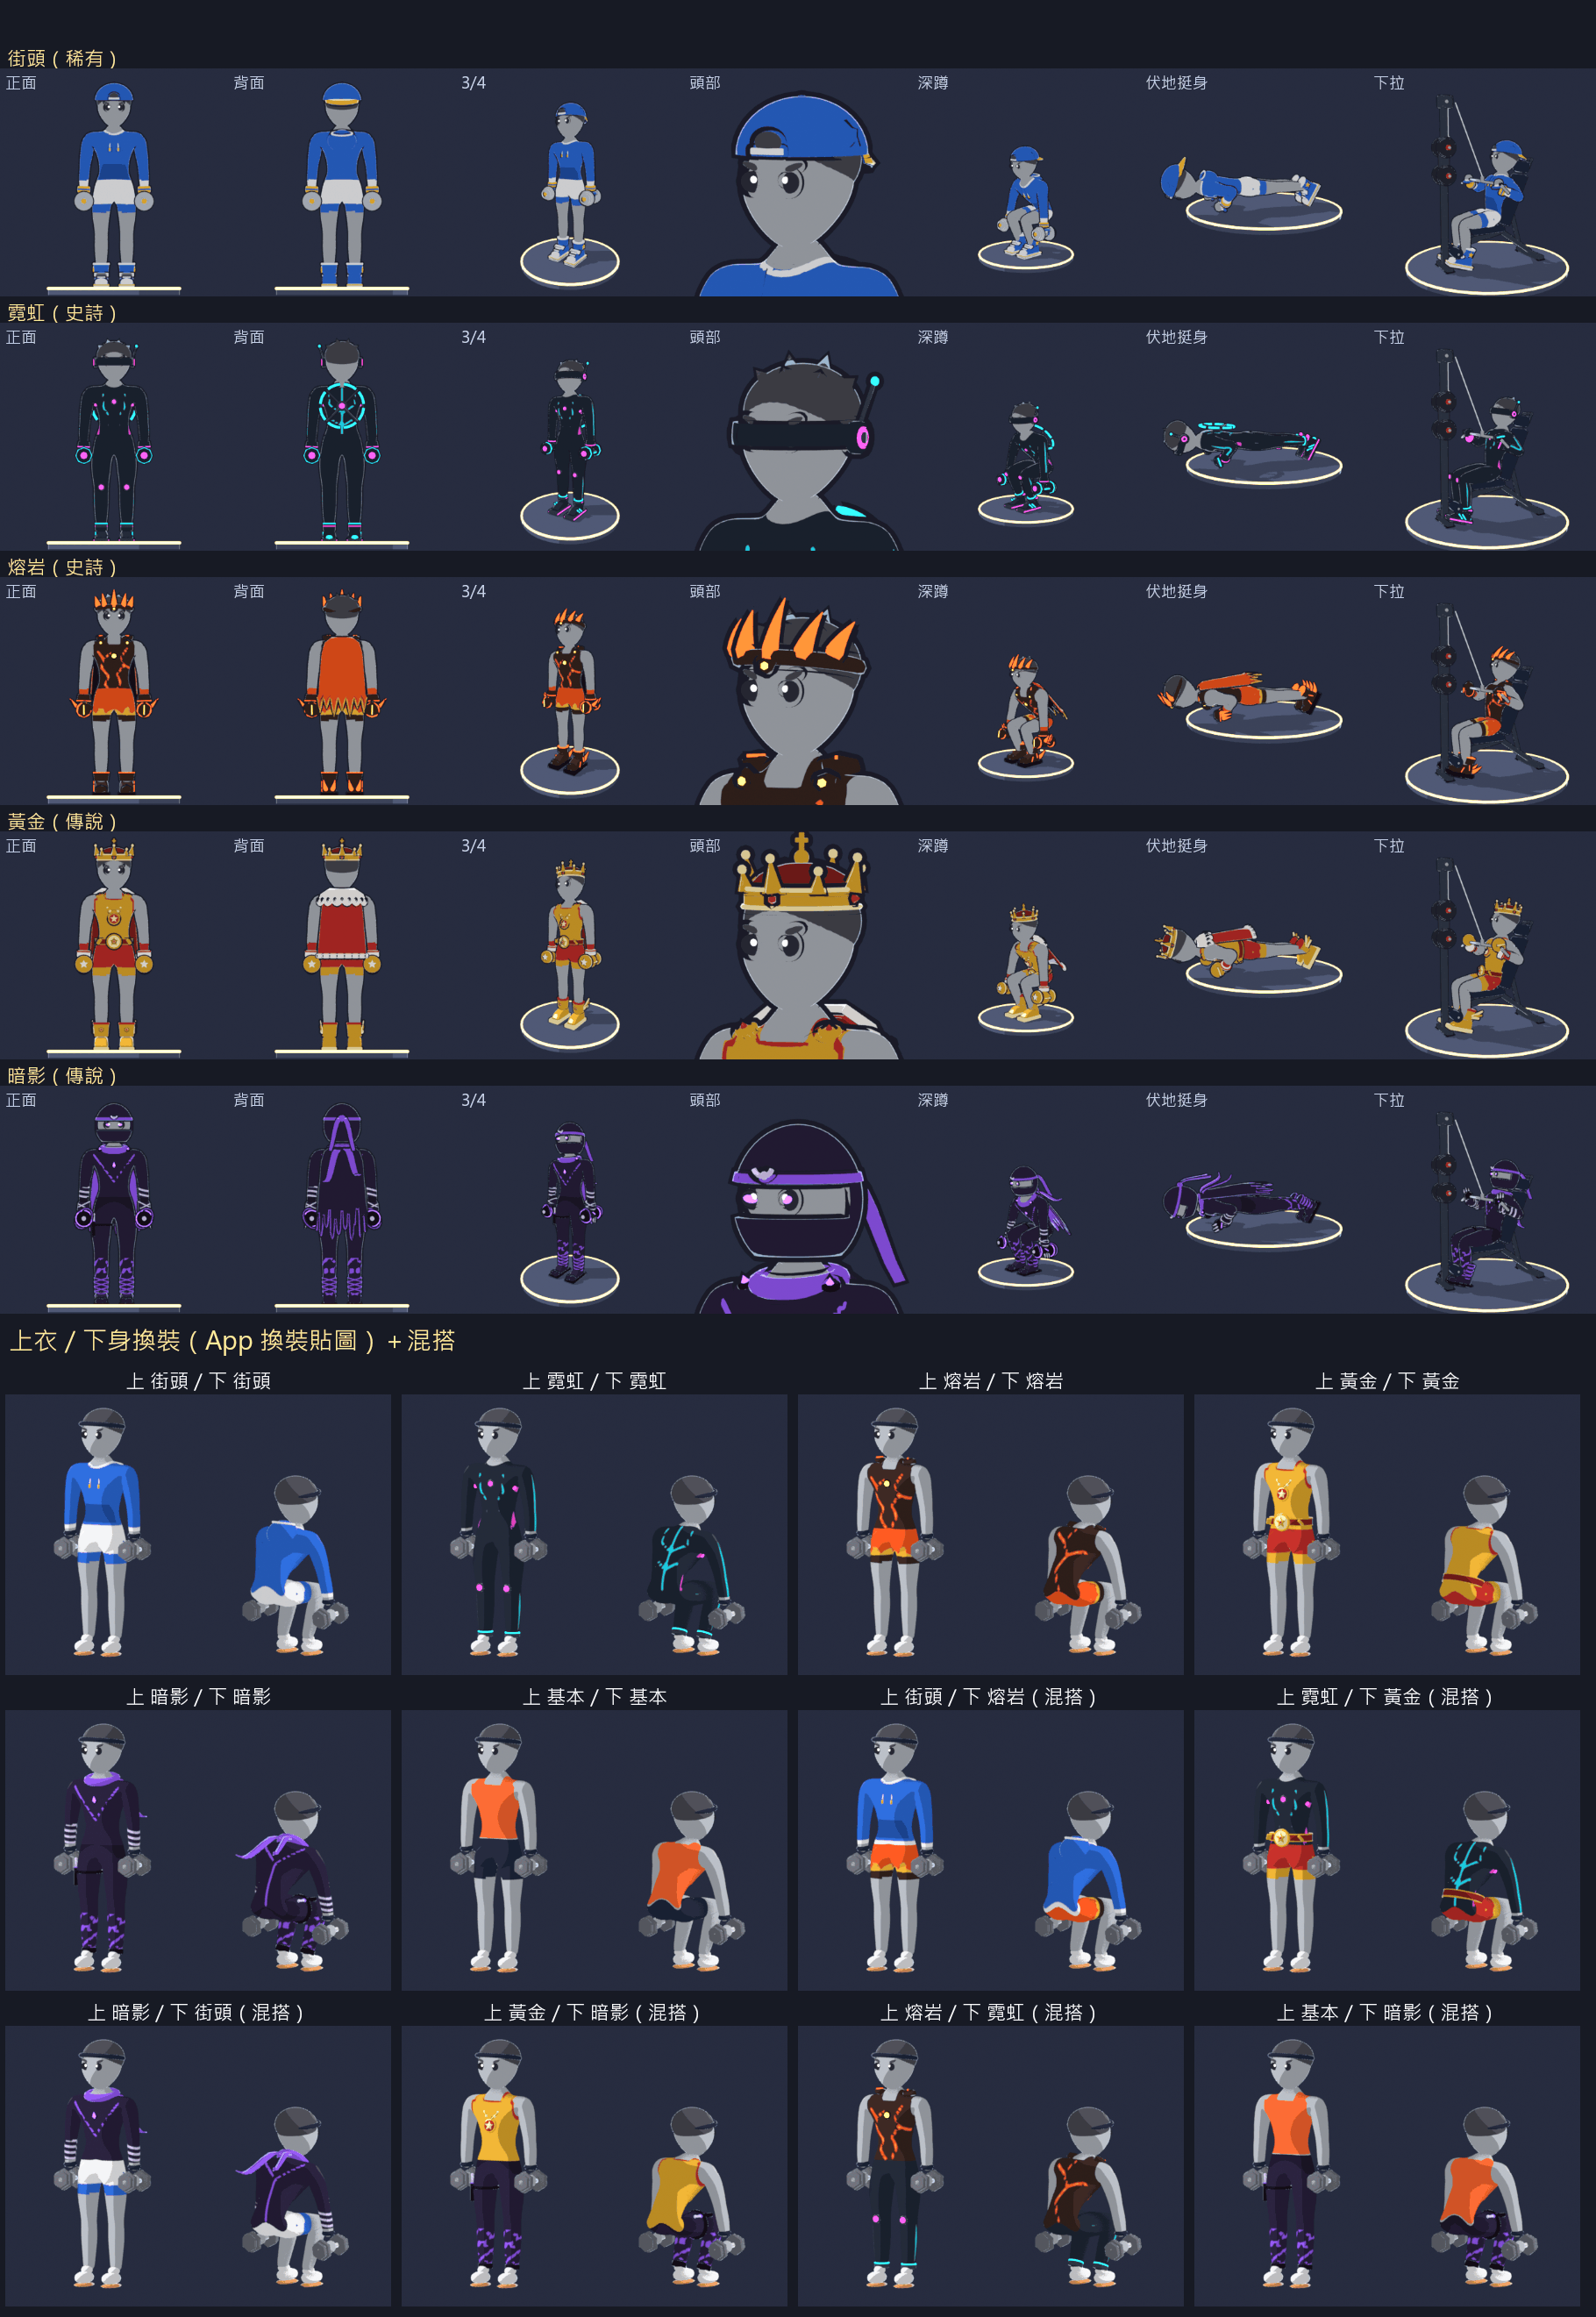 街頭 ( 稀有 )
正面 背面 3/4 頭部 深蹲 伏地挺身 下拉
霓虹 ( 史詩 )
正面 背面 3/4 頭部 深蹲 伏地挺身 下拉
熔岩 ( 史詩 )
正面 背面 3/4 頭部 深蹲 伏地挺身 下拉
黃金 ( 傳說 )
正面 背面 3/4 頭部 深蹲 伏地挺身 下拉
暗影 ( 傳說 )
正面 背面 3/4 頭部 深蹲 伏地挺身 下拉
上衣 / 下身換裝 ( App 換裝貼圖 ) + 混搭
上 街頭 / 下 街頭 上 霓虹 / 下 霓虹 上 熔岩 / 下 熔岩 上 黃金 / 下 黃金
上 暗影 / 下 暗影 上 基本 / 下 基本 上 街頭 / 下 熔岩 ( 混搭 ) 上 霓虹 / 下 黃金 ( 混搭 )
上 暗影 / 下 街頭 ( 混搭 ) 上 黃金 / 下 暗影 ( 混搭 ) 上 熔岩 / 下 霓虹 ( 混搭 ) 上 基本 / 下 暗影 ( 混搭 )